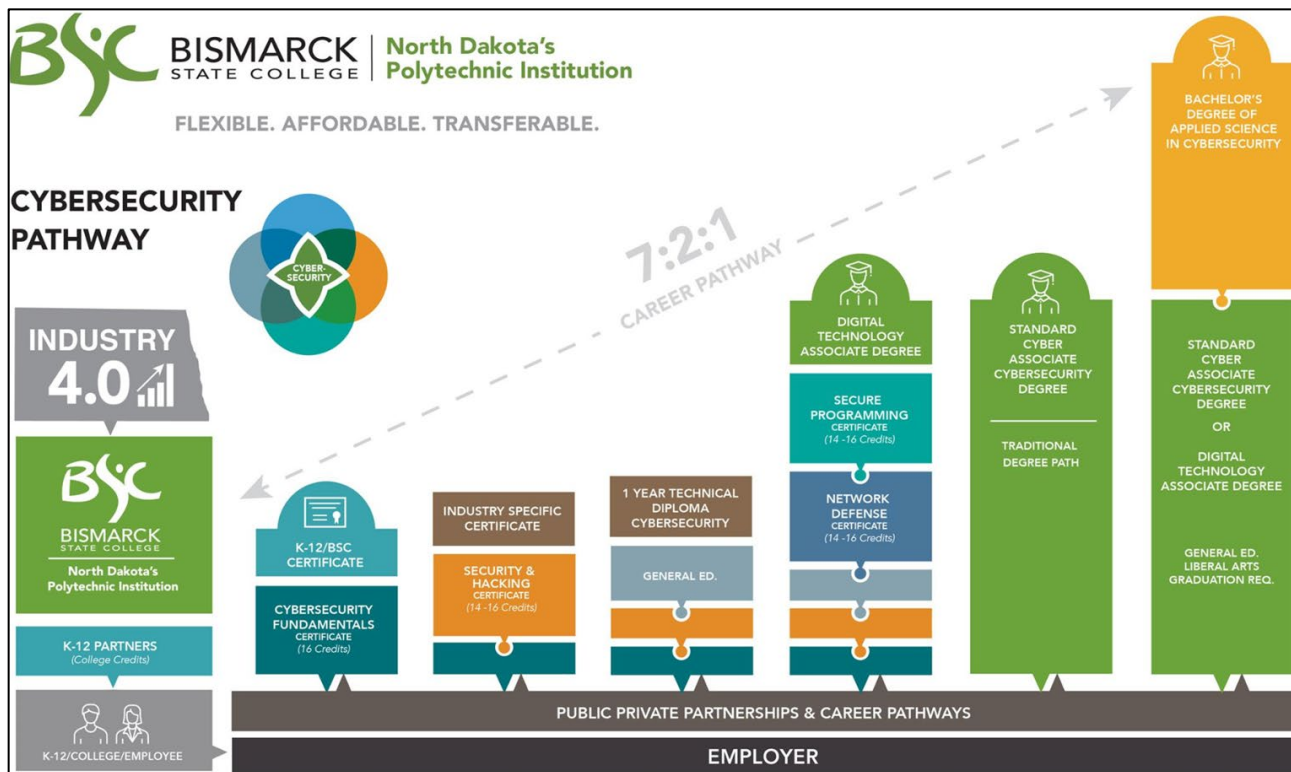 BSC
BISMARCK
STATE COLLEGE
North Dakota's
Polytechnic Institution
FLEXIBLE. AFFORDABLE. TRANSFERABLE.
CYBERSECURITY
PATHWAY
CYBER-
SECURITY
7:2:1
CAREER PATHWAY
INDUSTRY
4.0
BSC
BISMARCK
STATE COLLEGE
North Dakota's
Polytechnic Institution
K-12 PARTNERS
(College Credits)
K-12/COLLEGE/EMPLOYEE
K-12/BSC
CERTIFICATE
CYBERSECURITY
FUNDAMENTALS
CERTIFICATE
(16 Credits)
INDUSTRY SPECIFIC
CERTIFICATE
SECURITY &
HACKING
CERTIFICATE
(14 -16 Credits)
1 YEAR TECHNICAL
DIPLOMA
CYBERSECURITY
GENERAL ED.
DIGITAL
TECHNOLOGY
ASSOCIATE DEGREE
SECURE
PROGRAMMING
CERTIFICATE
(14 -16 Credits)
NETWORK
DEFENSE
CERTIFICATE
(14 -16 Credits)
STANDARD
CYBER
ASSOCIATE
CYBERSECURITY
DEGREE
TRADITIONAL
DEGREE PATH
BACHELOR'S
DEGREE OF
APPLIED SCIENCE
IN CYBERSECURITY
STANDARD
CYBER
ASSOCIATE
CYBERSECURITY
DEGREE
OR
DIGITAL
TECHNOLOGY
ASSOCIATE DEGREE
GENERAL ED.
LIBERAL ARTS
GRADUATION REQ.
PUBLIC PRIVATE PARTNERSHIPS & CAREER PATHWAYS
EMPLOYER